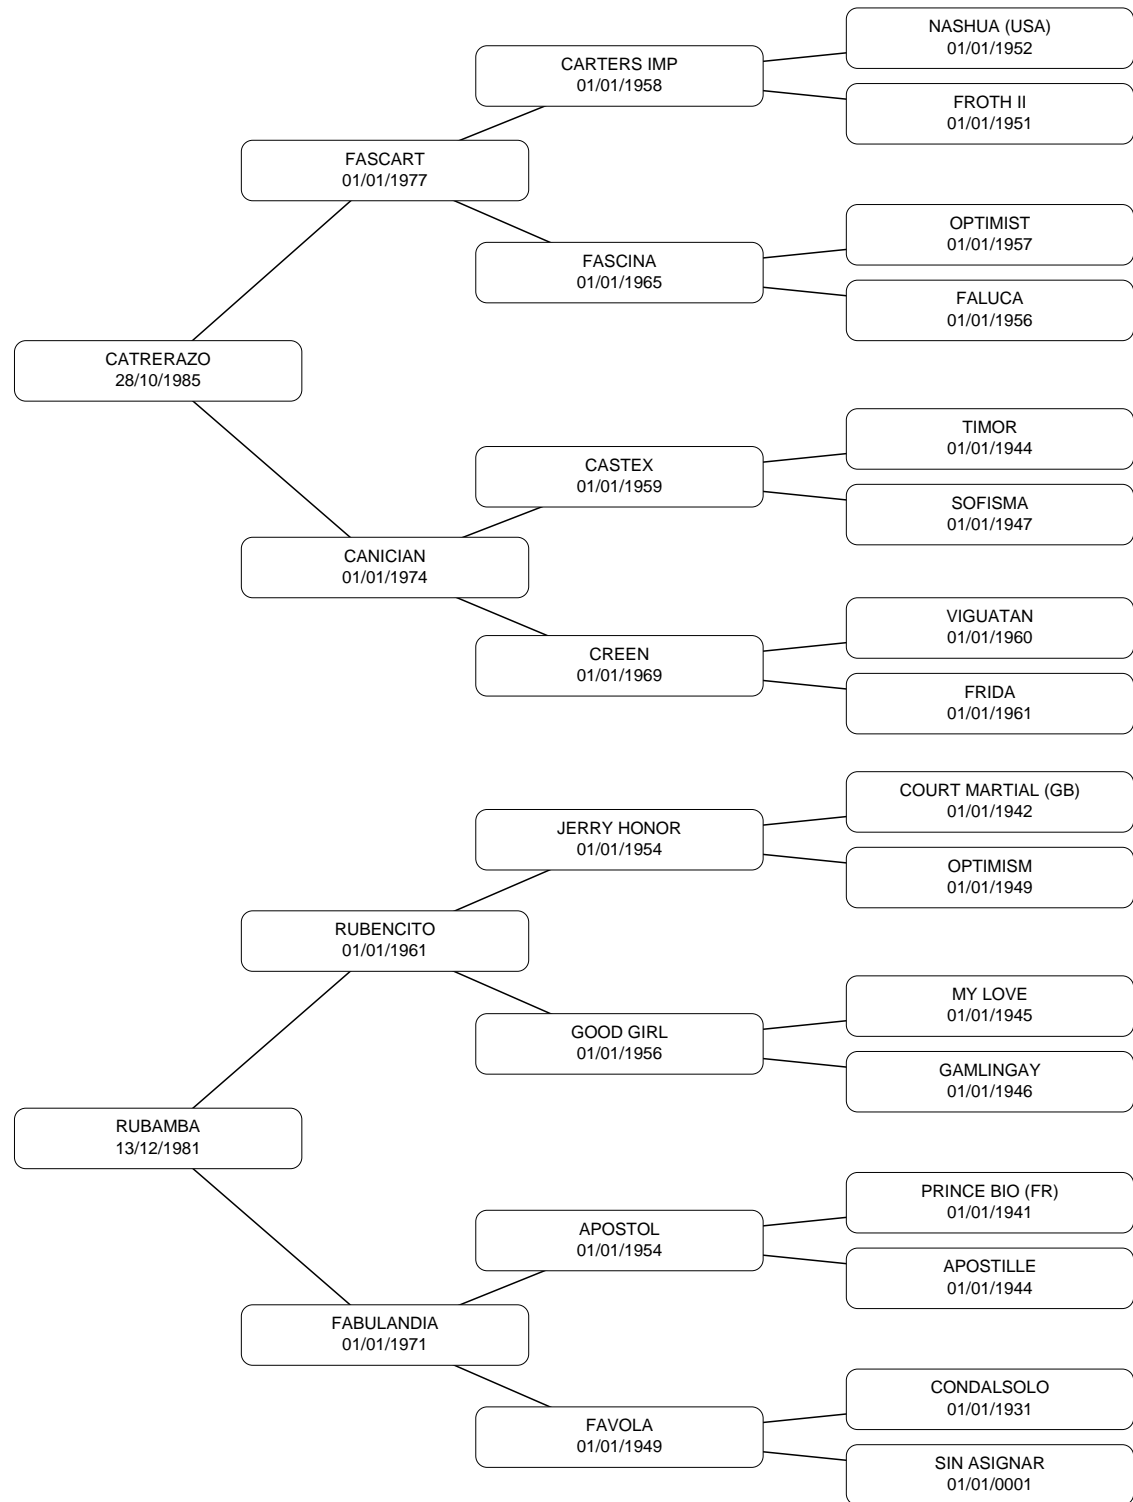 NASHUA (USA)
01/01/1952
CARTERS IMP
01/01/1958
FROTH II
01/01/1951
FASCART
01/01/1977
OPTIMIST
01/01/1957
FASCINA
01/01/1965
FALUCA
01/01/1956
CATRERAZO
28/10/1985
TIMOR
01/01/1944
CASTEX
01/01/1959
SOFISMA
01/01/1947
CANICIAN
01/01/1974
VIGUATAN
01/01/1960
CREEN
01/01/1969
FRIDA
01/01/1961
COURT MARTIAL (GB)
01/01/1942
JERRY HONOR
01/01/1954
OPTIMISM
01/01/1949
RUBENCITO
01/01/1961
MY LOVE
01/01/1945
GOOD GIRL
01/01/1956
GAMLINGAY
01/01/1946
RUBAMBA
13/12/1981
PRINCE BIO (FR)
01/01/1941
APOSTOL
01/01/1954
APOSTILLE
01/01/1944
FABULANDIA
01/01/1971
CONDALSOLO
01/01/1931
FAVOLA
01/01/1949
SIN ASIGNAR
01/01/0001